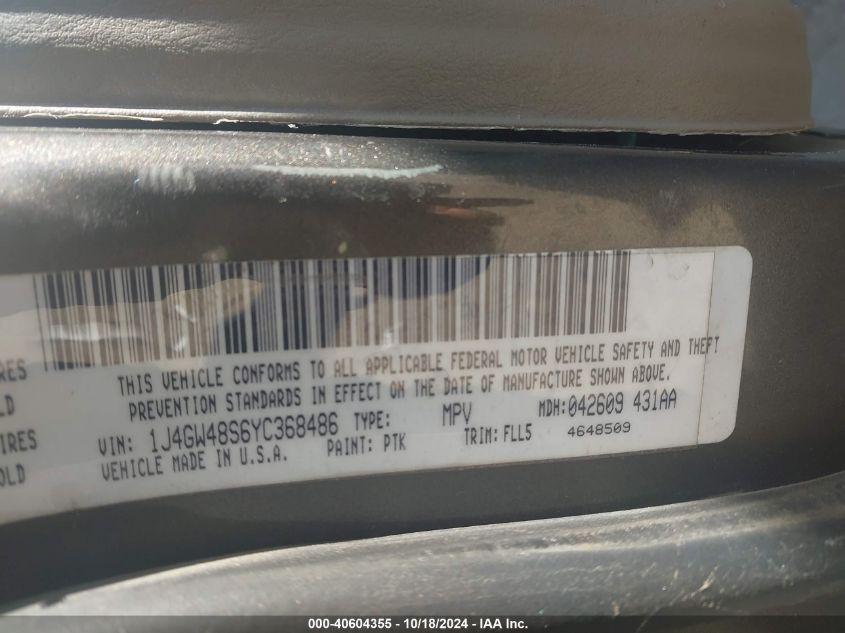 RES
LD
IRES
OLD
THIS VEHICLE CONFORMS TO ALL APPLICABLE FEDERAL MOTOR VEHICLE SAFETY AND THEFT
PREVENTION STANDARDS IN EFFECT ON THE DATE OF MANUFACTURE SHOWN ABOVE.
VIN: 1J4GW48S6YC368486 TYPE: MPV MDH:042609 431AA
VEHICLE MADE IN U.S.A. PAINT: PTK TRIM: FLL5 4648509
000-40604355 - 10/18/2024 - IAA Inc.